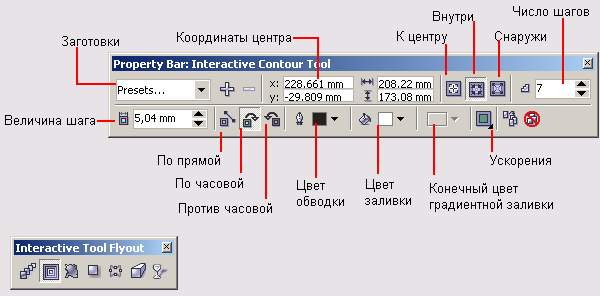 Внутри
Число шагов
Заготовки
Координаты центра
К центру
Снаружи
Property Bar: Interactive Contour Tool
Presets...
x: 228.661 mm
y: -29.809 mm
208.22 mm
173.08 mm
7
Величина шага
5,04 mm
По прямой
По часовой
Против часовой
Цвет обводки
Цвет заливки
Конечный цвет градиентной заливки
Ускорения
Interactive Tool Flyout